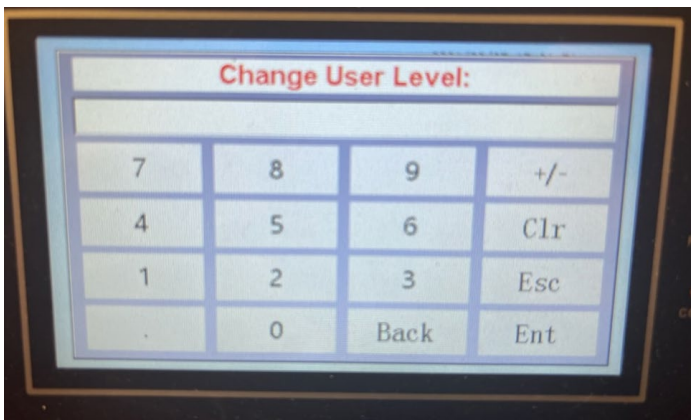 Change User Level:
7 8 9 +/-
4 5 6 Clr
1 2 3 Esc
. 0 Back Ent